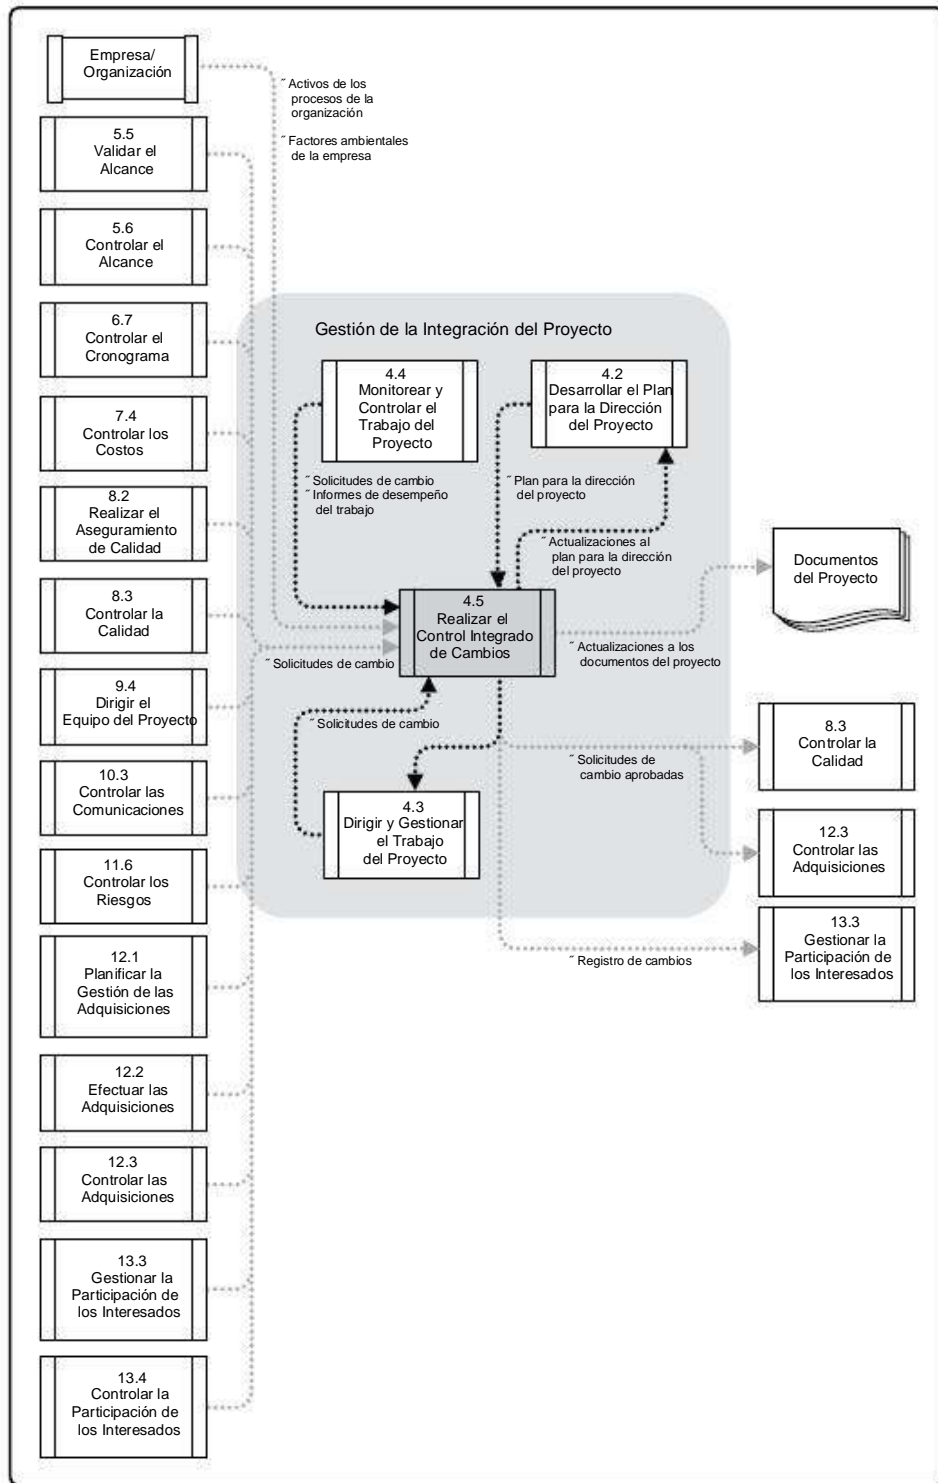 Empresa/
Organización
˝ Activos de los
procesos de la
organización
˝ Factores ambientales
de la empresa
5.5
Validar el
Alcance
5.6
Controlar el
Alcance
6.7
Controlar el
Cronograma
7.4
Controlar los
Costos
8.2
Realizar el
Aseguramiento
de Calidad
8.3
Controlar la
Calidad
9.4
Dirigir el
Equipo del Proyecto
10.3
Controlar las
Comunicaciones
11.6
Controlar los
Riesgos
12.1
Planificar la
Gestión de las
Adquisiciones
12.2
Efectuar las
Adquisiciones
12.3
Controlar las
Adquisiciones
13.3
Gestionar la
Participación de
los Interesados
13.4
Controlar la
Participación de
los Interesados
Gestión de la Integración del Proyecto
4.4
Monitorear y
Controlar el
Trabajo del
Proyecto
4.2
Desarrollar el Plan
para la Dirección
del Proyecto
˝ Solicitudes de cambio
˝ Informes de desempeño
del trabajo
˝ Plan para la dirección
del proyecto
˝ Actualizaciones al
plan para la dirección
del proyecto
4.5
Realizar el
Control Integrado
de Cambios
˝ Solicitudes de cambio
˝ Actualizaciones a los
documentos del proyecto
˝ Solicitudes de cambio
˝ Solicitudes de
cambio aprobadas
4.3
Dirigir y Gestionar
el Trabajo
del Proyecto
˝ Registro de cambios
Documentos
del Proyecto
8.3
Controlar la
Calidad
12.3
Controlar las
Adquisiciones
13.3
Gestionar la
Participación de
los Interesados